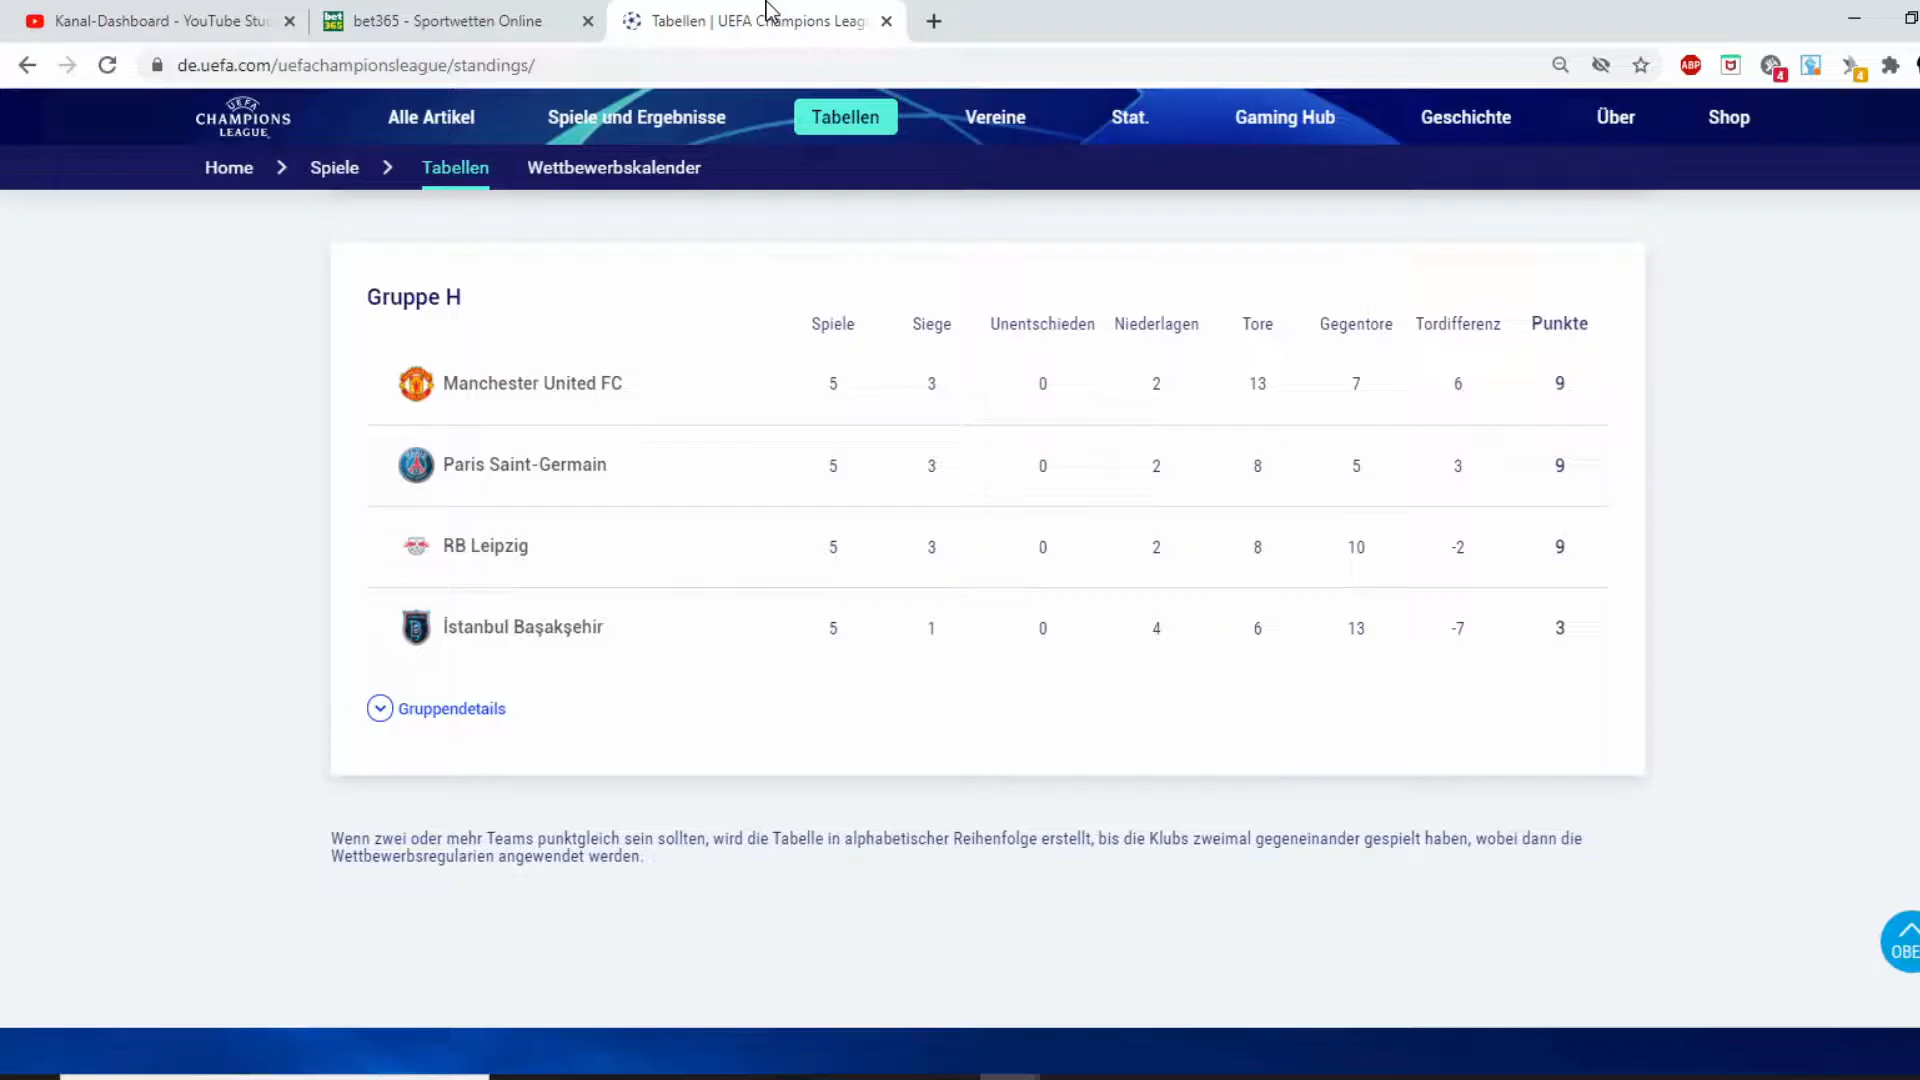 Kanal-Dashboard - YouTube Stu
bet365 - Sportwetten Online
Tabellen | UEFA Champions Leag
de.uefa.com/uefachampionsleague/standings/
ABP
4
4
UEFA
CHAMPIONS
LEAGUE
Alle Artikel
Spiele und Ergebnisse
Tabellen
Vereine
Stat.
Gaming Hub
Geschichte
Über
Shop
Home
Spiele
Tabellen
Wettbewerbskalender
Gruppe H
Spiele Siege Unentschieden Niederlagen Tore Gegentore Tordifferenz Punkte
Manchester United FC 5 3 0 2 13 7 6 9
Paris Saint-Germain 5 3 0 2 8 5 3 9
RB Leipzig 5 3 0 2 8 10 -2 9
İstanbul Başakşehir 5 1 0 4 6 13 -7 3
Gruppendetails
Wenn zwei oder mehr Teams punktgleich sein sollten, wird die Tabelle in alphabetischer Reihenfolge erstellt, bis die Klubs zweimal gegeneinander gespielt haben, wobei dann die
Wettbewerbsregularien angewendet werden.
OBE